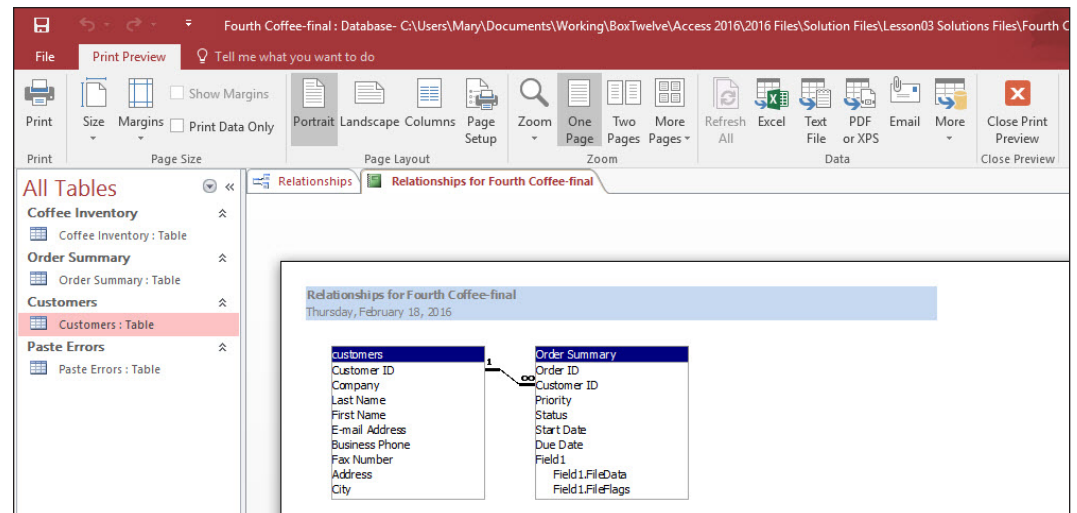 Fourth Coffee-final : Database- C:\Users\Mary\Documents\Working\BoxTwelve\Access 2016\2016 Files\Solution Files\Lesson03 Solutions Files\Fourth C
File Print Preview Tell me what you want to do
Show Margins
Print Data Only
Print Size Margins Portrait Landscape Columns Page Setup Zoom One Page Two Pages More Pages Refresh All Excel Text File PDF or XPS Email More Close Print Preview
Print Page Size Page Layout Zoom Data Close Preview
All Tables «
Relationships Relationships for Fourth Coffee-final
Coffee Inventory
Coffee Inventory : Table
Order Summary
Order Summary : Table
Customers
Customers : Table
Paste Errors
Paste Errors : Table
Relationships for Fourth Coffee-final
Thursday, February 18, 2016
customers
Customer ID
Company
Last Name
First Name
E-mail Address
Business Phone
Fax Number
Address
City
1
∞
Order Summary
Order ID
Customer ID
Priority
Status
Start Date
Due Date
Field1
Field1.FileData
Field1.FileFlags